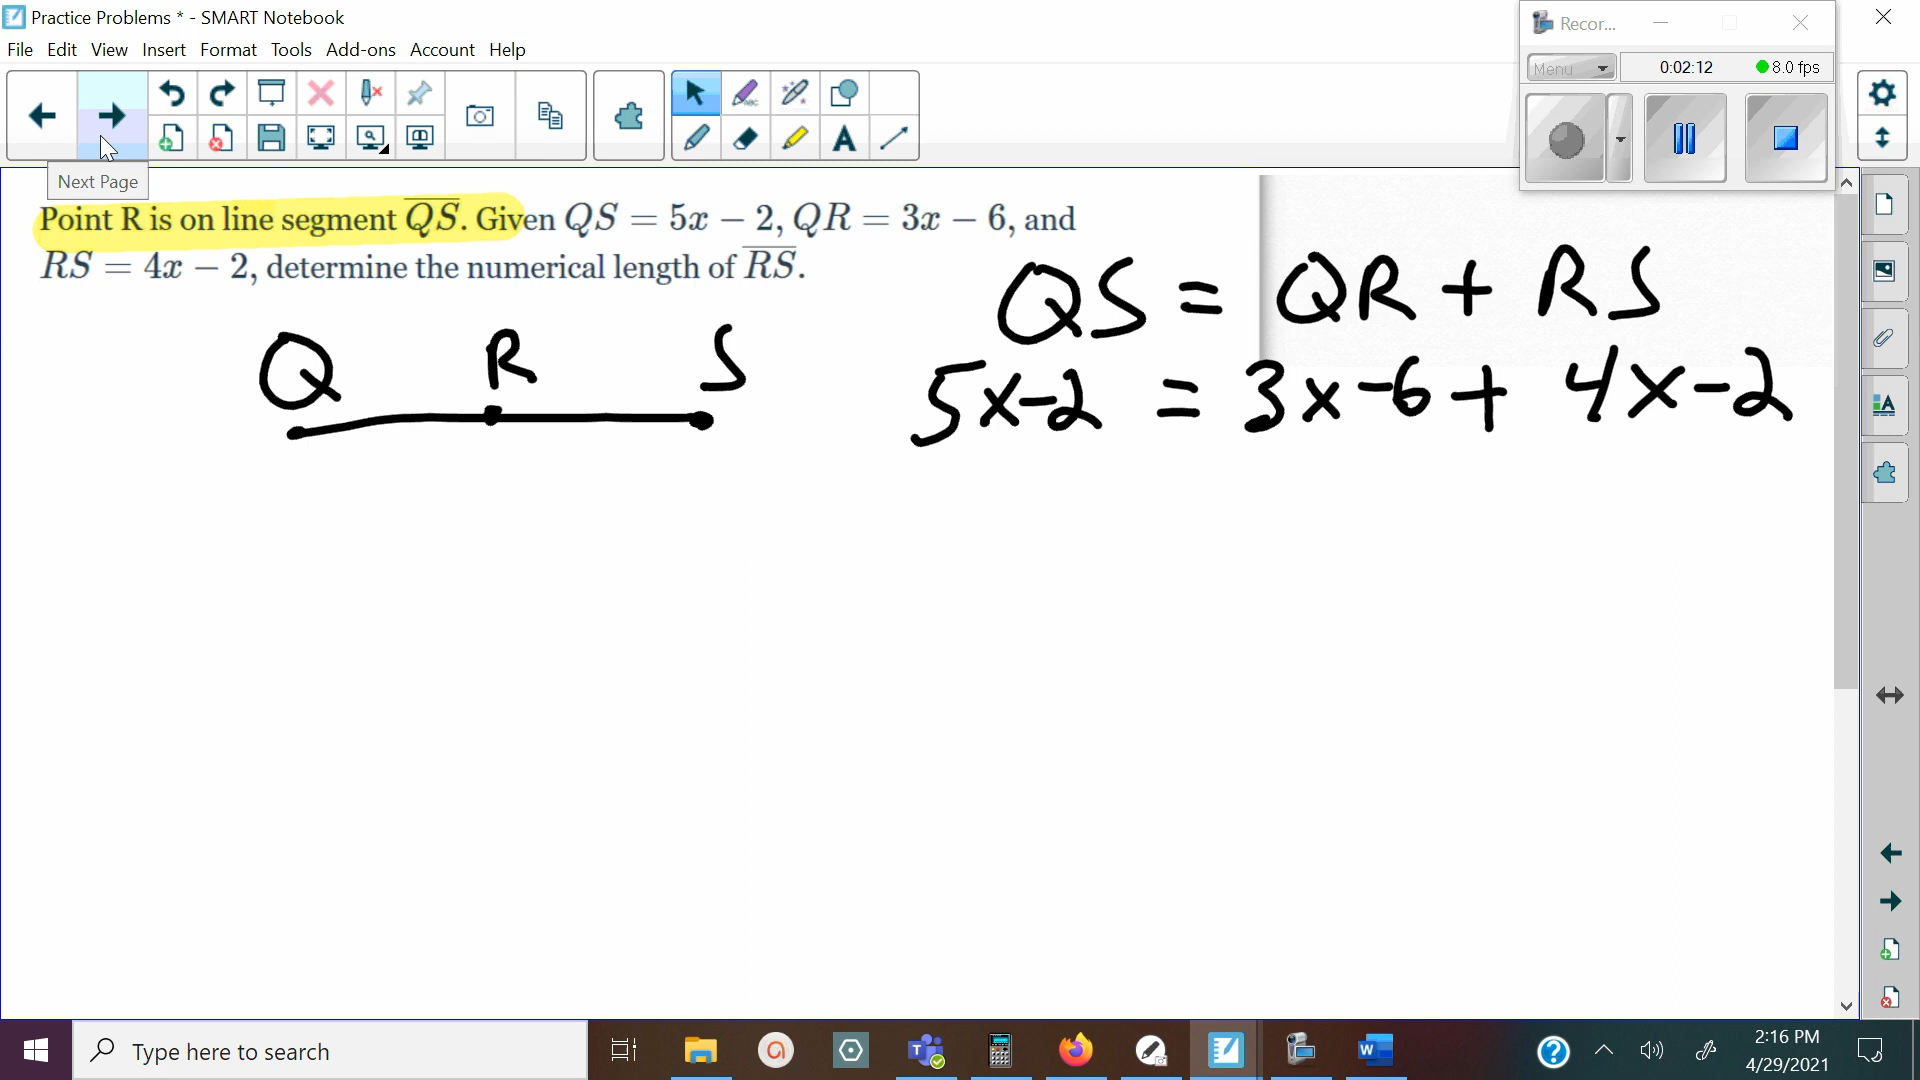 Practice Problems * - SMART Notebook
File Edit View Insert Format Tools Add-ons Account Help
Recor...
Menu
0:02:12
8.0 fps
Next Page
Point R is on line segment QS. Given QS = 5x − 2, QR = 3x − 6, and
RS = 4x − 2, determine the numerical length of RS.
QS = QR + RS
5x-2 = 3x-6 + 4x-2
Q R S
Type here to search
2:16 PM
4/29/2021